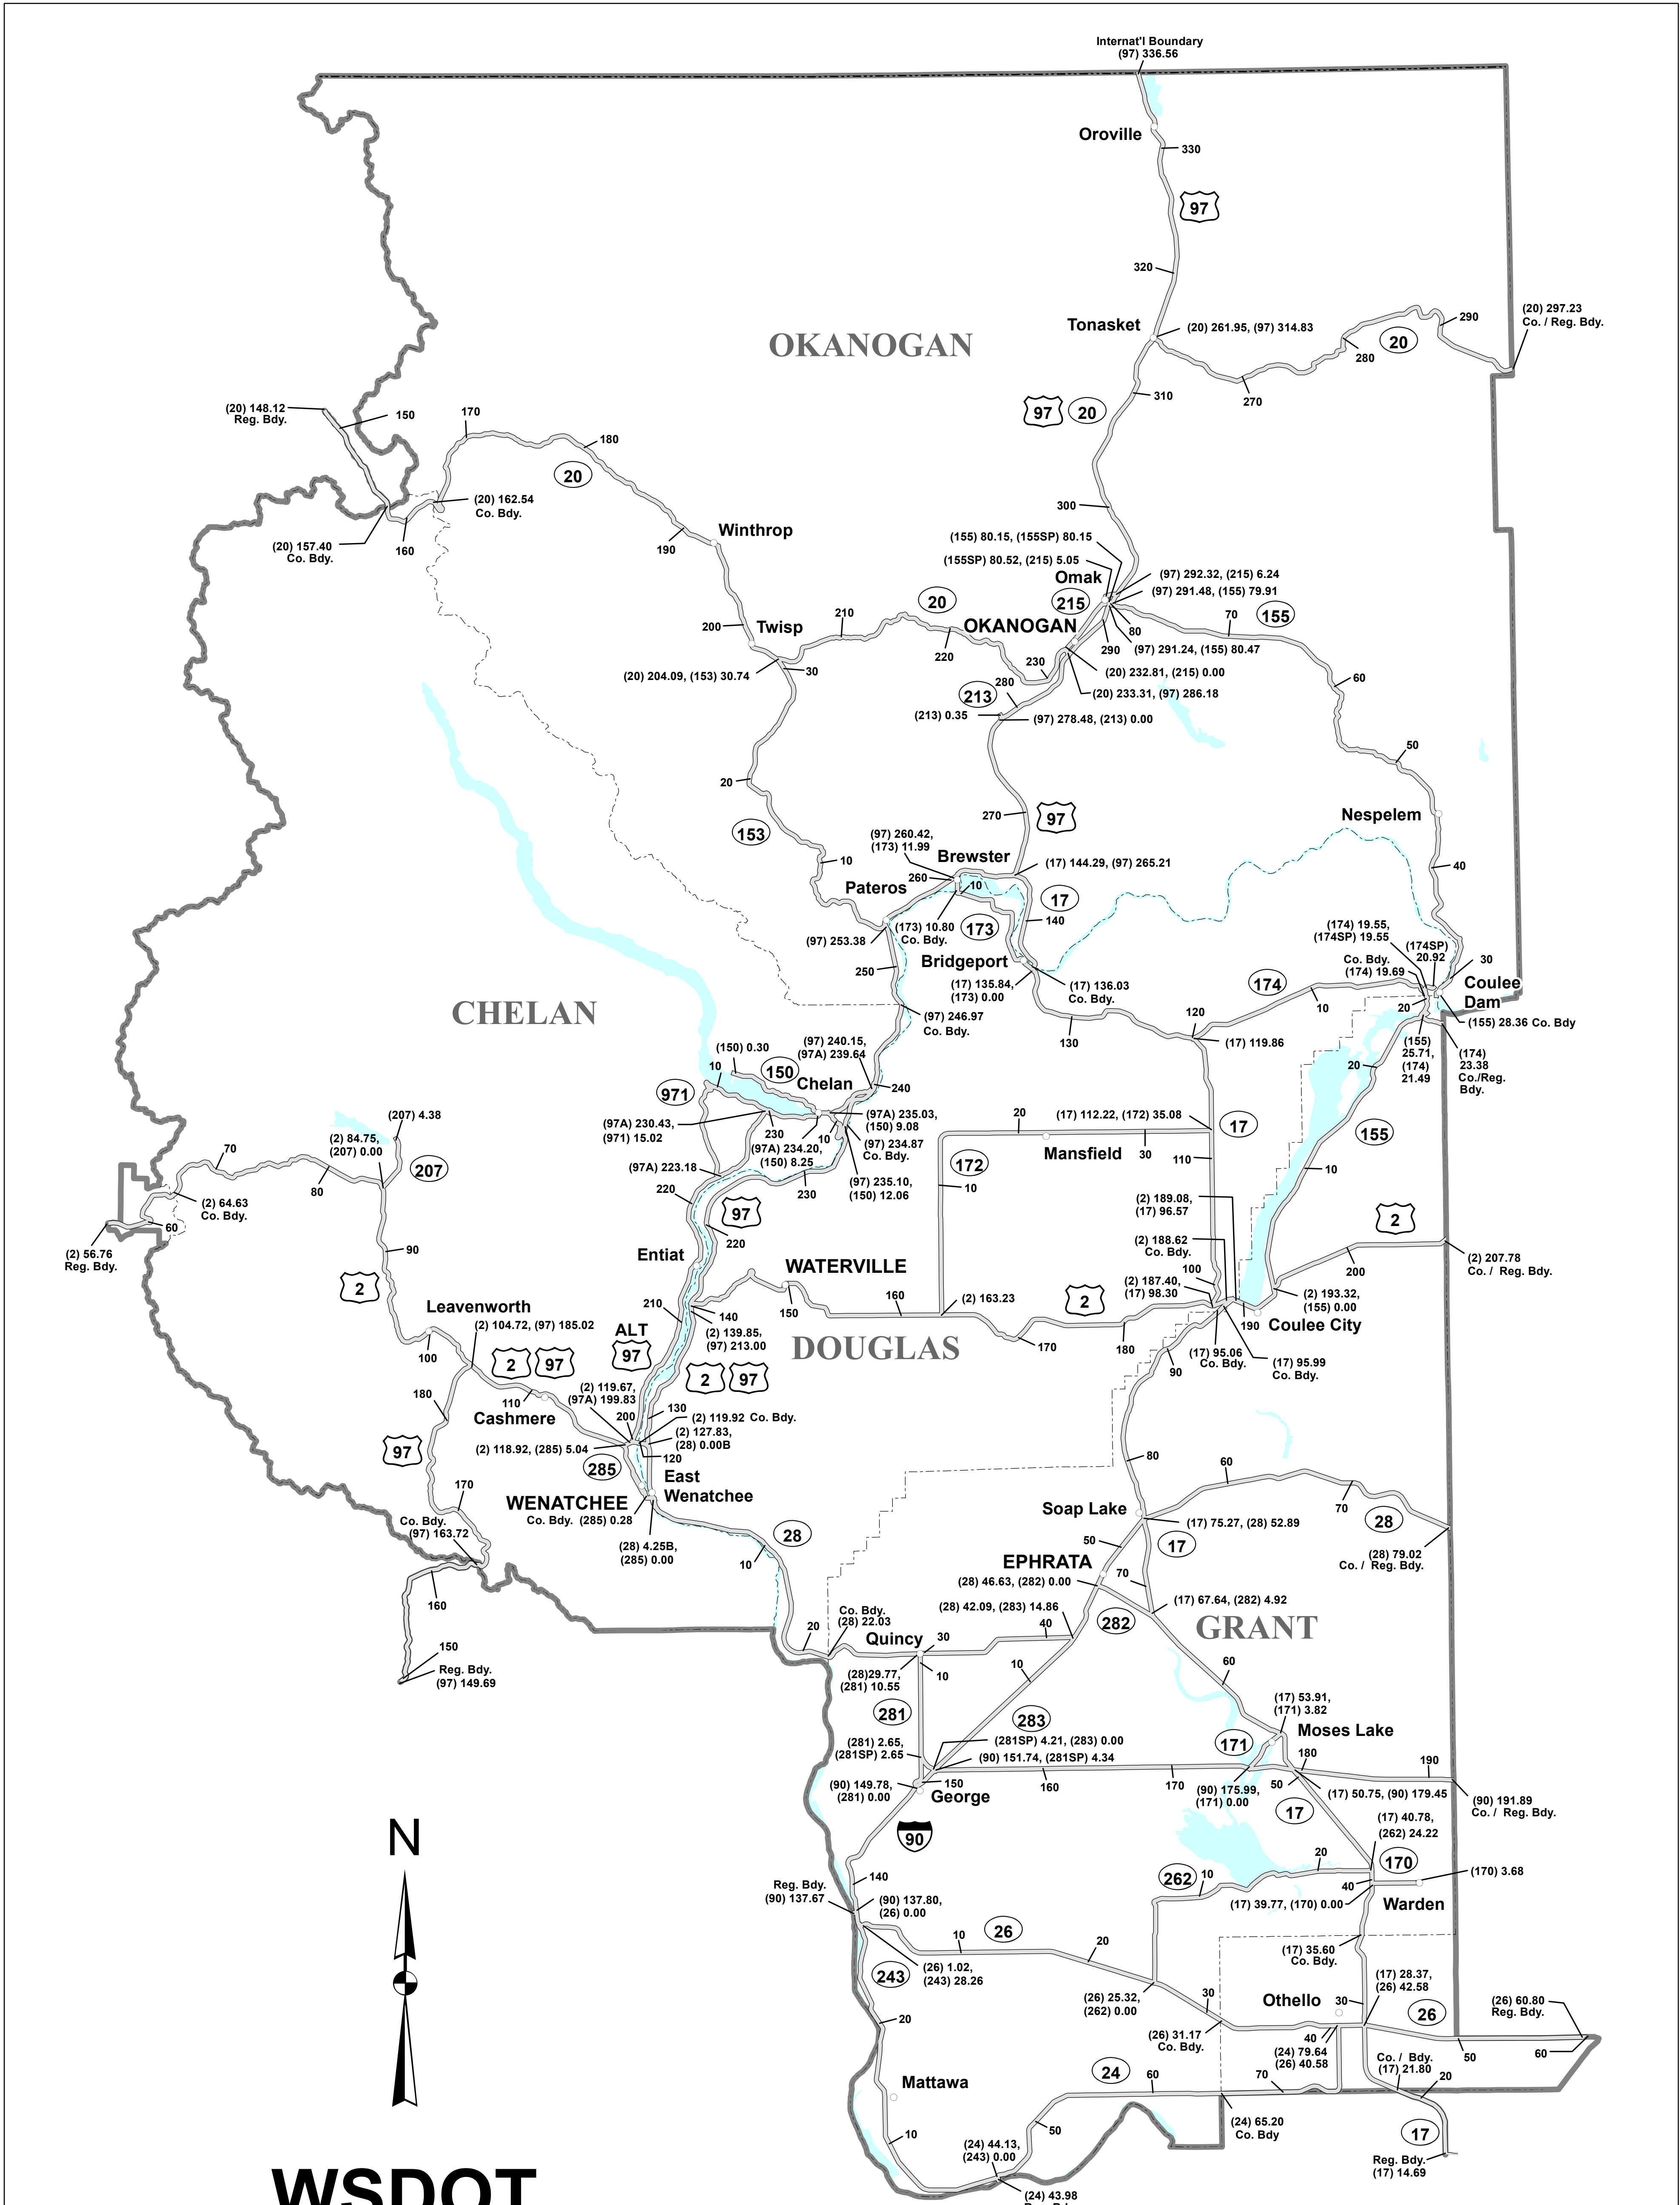 Internat'l Boundary
(97) 336.56
Oroville
330
97
320
Tonasket
(20) 261.95, (97) 314.83
290
(20) 297.23
Co. / Reg. Bdy.
20
280
270
OKANOGAN
310
97
20
(20) 148.12
Reg. Bdy.
150
170
180
20
(20) 162.54
Co. Bdy.
(20) 157.40
Co. Bdy.
160
Winthrop
190
300
(155) 80.15, (155SP) 80.15
(155SP) 80.52, (215) 5.05
Omak
(97) 292.32, (215) 6.24
(97) 291.48, (155) 79.91
215
20
OKANOGAN
70
155
80
290
(97) 291.24, (155) 80.47
200
Twisp
210
220
230
(20) 204.09, (153) 30.74
30
(20) 232.81, (215) 0.00
(20) 233.31, (97) 286.18
280
213
(213) 0.35
(97) 278.48, (213) 0.00
60
50
20
153
270
97
Nespelem
(97) 260.42,
(173) 11.99
Brewster
10
(17) 144.29, (97) 265.21
40
260
10
Pateros
17
140
(173) 10.80
Co. Bdy.
173
(97) 253.38
Bridgeport
250
(17) 135.84,
(173) 0.00
(17) 136.03
Co. Bdy.
(174) 19.55,
(174SP) 19.55
(174SP)
20.92
Co. Bdy.
(174) 19.69
30
174
10
Coulee
Dam
20
(155) 28.36 Co. Bdy
CHELAN
(97) 246.97
Co. Bdy.
130
120
(17) 119.86
(155)
25.71,
(174)
21.49
(174)
23.38
Co./Reg.
Bdy.
20
(97) 240.15,
(97A) 239.64
(150) 0.30
150
10
Chelan
971
240
(97A) 230.43,
(971) 15.02
230
(97A) 235.03,
(150) 9.08
10
(97A) 234.20,
(150) 8.25
(97) 234.87
Co. Bdy.
(97A) 223.18
(97) 235.10,
(150) 12.06
230
220
20
(17) 112.22, (172) 35.08
17
155
Mansfield
30
172
110
10
10
(207) 4.38
(2) 84.75,
(207) 0.00
70
207
80
(2) 64.63
Co. Bdy.
60
(2) 56.76
Reg. Bdy.
90
2
97
220
Entiat
WATERVILLE
(2) 189.08,
(17) 96.57
2
(2) 188.62
Co. Bdy.
(2) 207.78
Co. / Reg. Bdy.
100
(2) 187.40,
(17) 98.30
200
210
150
160
(2) 163.23
2
(2) 193.32,
(155) 0.00
Leavenworth
(2) 104.72, (97) 185.02
ALT
97
140
(2) 139.85,
(97) 213.00
DOUGLAS
170
180
190
Coulee City
(17) 95.06
Co. Bdy.
(17) 95.99
Co. Bdy.
90
100
2
97
2
97
180
110
Cashmere
(2) 119.67,
(97A) 199.83
200
130
(2) 119.92 Co. Bdy.
(2) 127.83,
(28) 0.00B
(2) 118.92, (285) 5.04
120
97
285
East
Wenatchee
WENATCHEE
Co. Bdy. (285) 0.28
80
60
70
170
Co. Bdy.
(97) 163.72
(28) 4.25B,
(285) 0.00
28
10
Soap Lake
(17) 75.27, (28) 52.89
28
50
17
(28) 79.02
Co. / Reg. Bdy.
EPHRATA
(28) 46.63, (282) 0.00
70
160
(17) 67.64, (282) 4.92
(28) 42.09, (283) 14.86
282
GRANT
Co. Bdy.
(28) 22.03
20
Quincy
30
40
150
Reg. Bdy.
(97) 149.69
(28)29.77,
(281) 10.55
10
10
60
(17) 53.91,
(171) 3.82
281
283
Moses Lake
(281) 2.65,
(281SP) 2.65
(281SP) 4.21, (283) 0.00
(90) 151.74, (281SP) 4.34
171
180
190
(90) 149.78,
(281) 0.00
150
160
170
(90) 175.99,
(171) 0.00
50
(17) 50.75, (90) 179.45
(90) 191.89
Co. / Reg. Bdy.
George
17
(17) 40.78,
(262) 24.22
90
N
Reg. Bdy.
(90) 137.67
140
262
10
20
170
(170) 3.68
40
(90) 137.80,
(26) 0.00
(17) 39.77, (170) 0.00
Warden
10
26
20
(17) 35.60
Co. Bdy.
(26) 1.02,
(243) 28.26
243
(26) 25.32,
(262) 0.00
30
Othello
30
(17) 28.37,
(26) 42.58
26
(26) 60.80
Reg. Bdy.
20
(26) 31.17
Co. Bdy.
40
(24) 79.64
(26) 40.58
50
60
Co. / Bdy.
(17) 21.80
24
60
70
20
Mattawa
50
(24) 65.20
Co. Bdy
10
17
(24) 44.13,
(243) 0.00
Reg. Bdy.
(17) 14.69
WSDOT
(24) 43.98